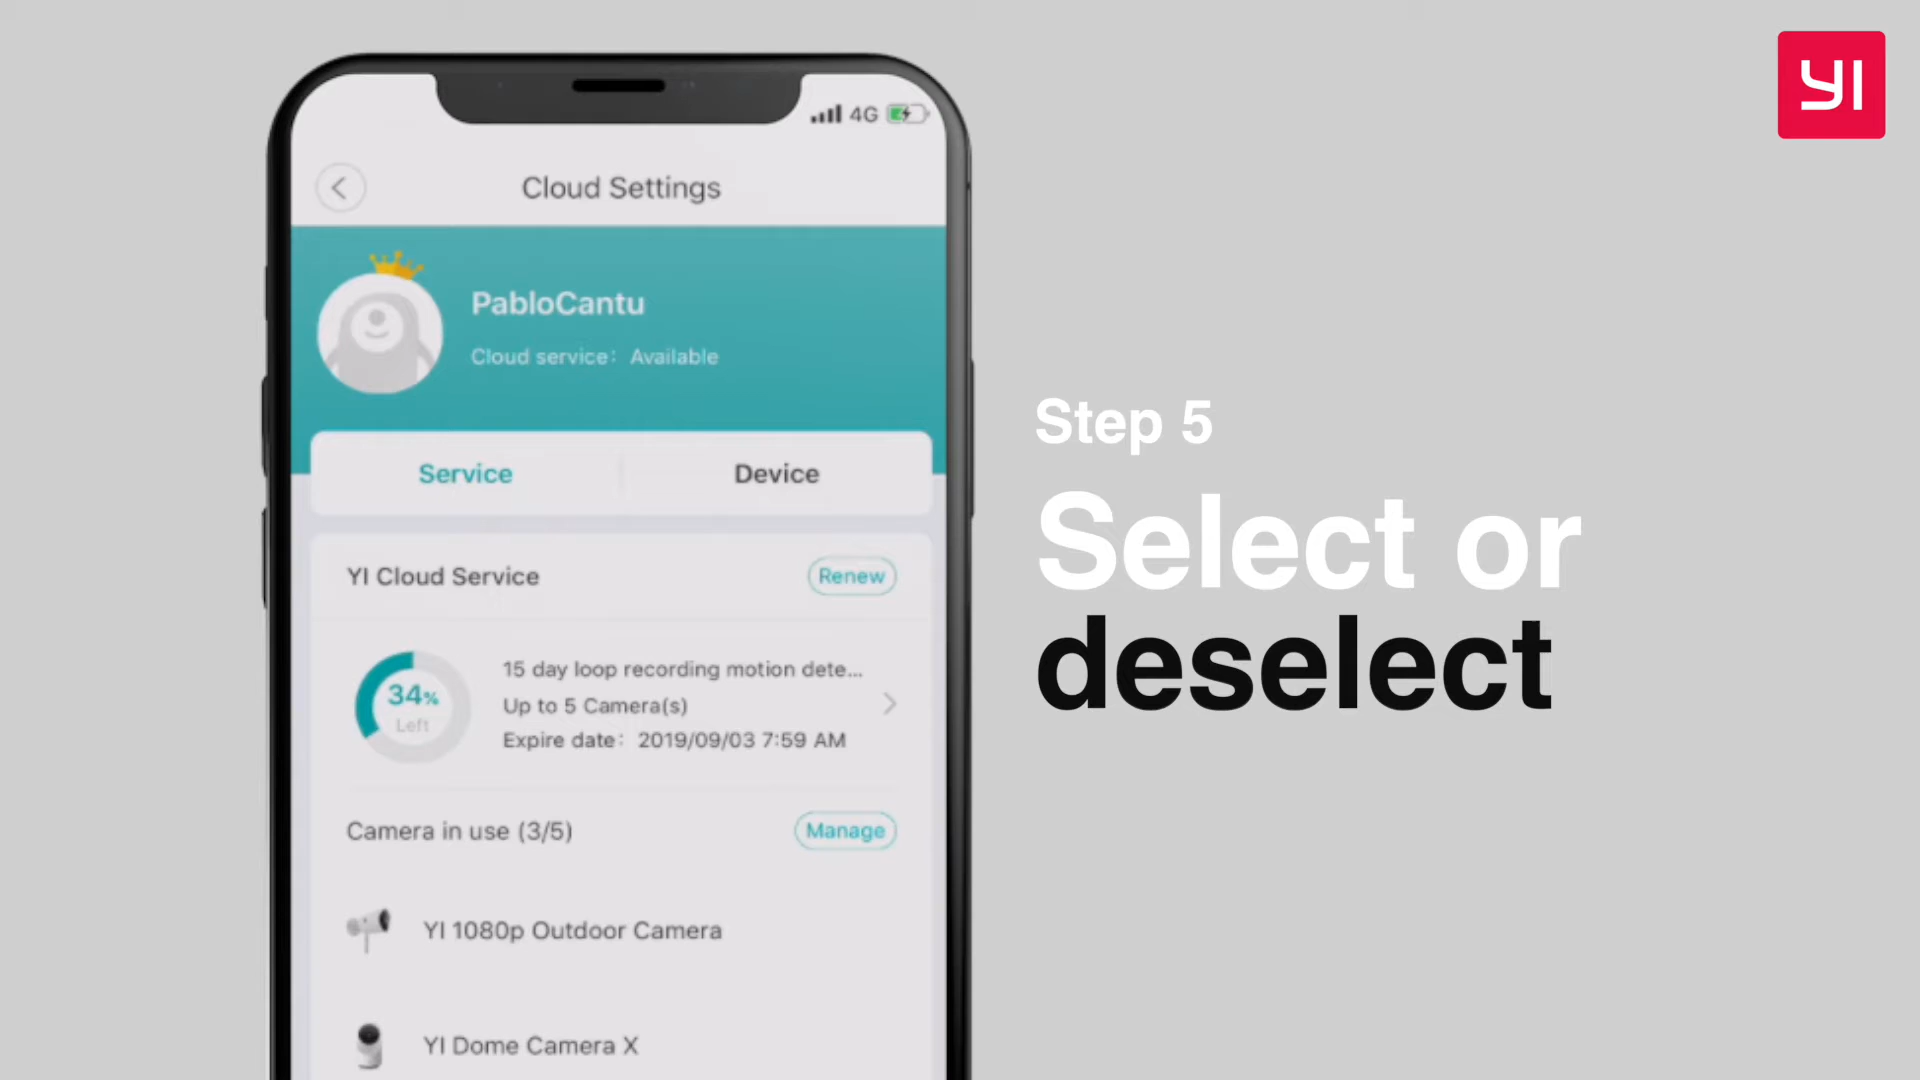 YI
4G
Cloud Settings
PabloCantu
Cloud service: Available
Service
Device
YI Cloud Service
Renew
34%
Left
15 day loop recording motion dete...
Up to 5 Camera(s)
Expire date: 2019/09/03 7:59 AM
Camera in use (3/5)
Manage
YI 1080p Outdoor Camera
YI Dome Camera X
Step 5
Select or
deselect